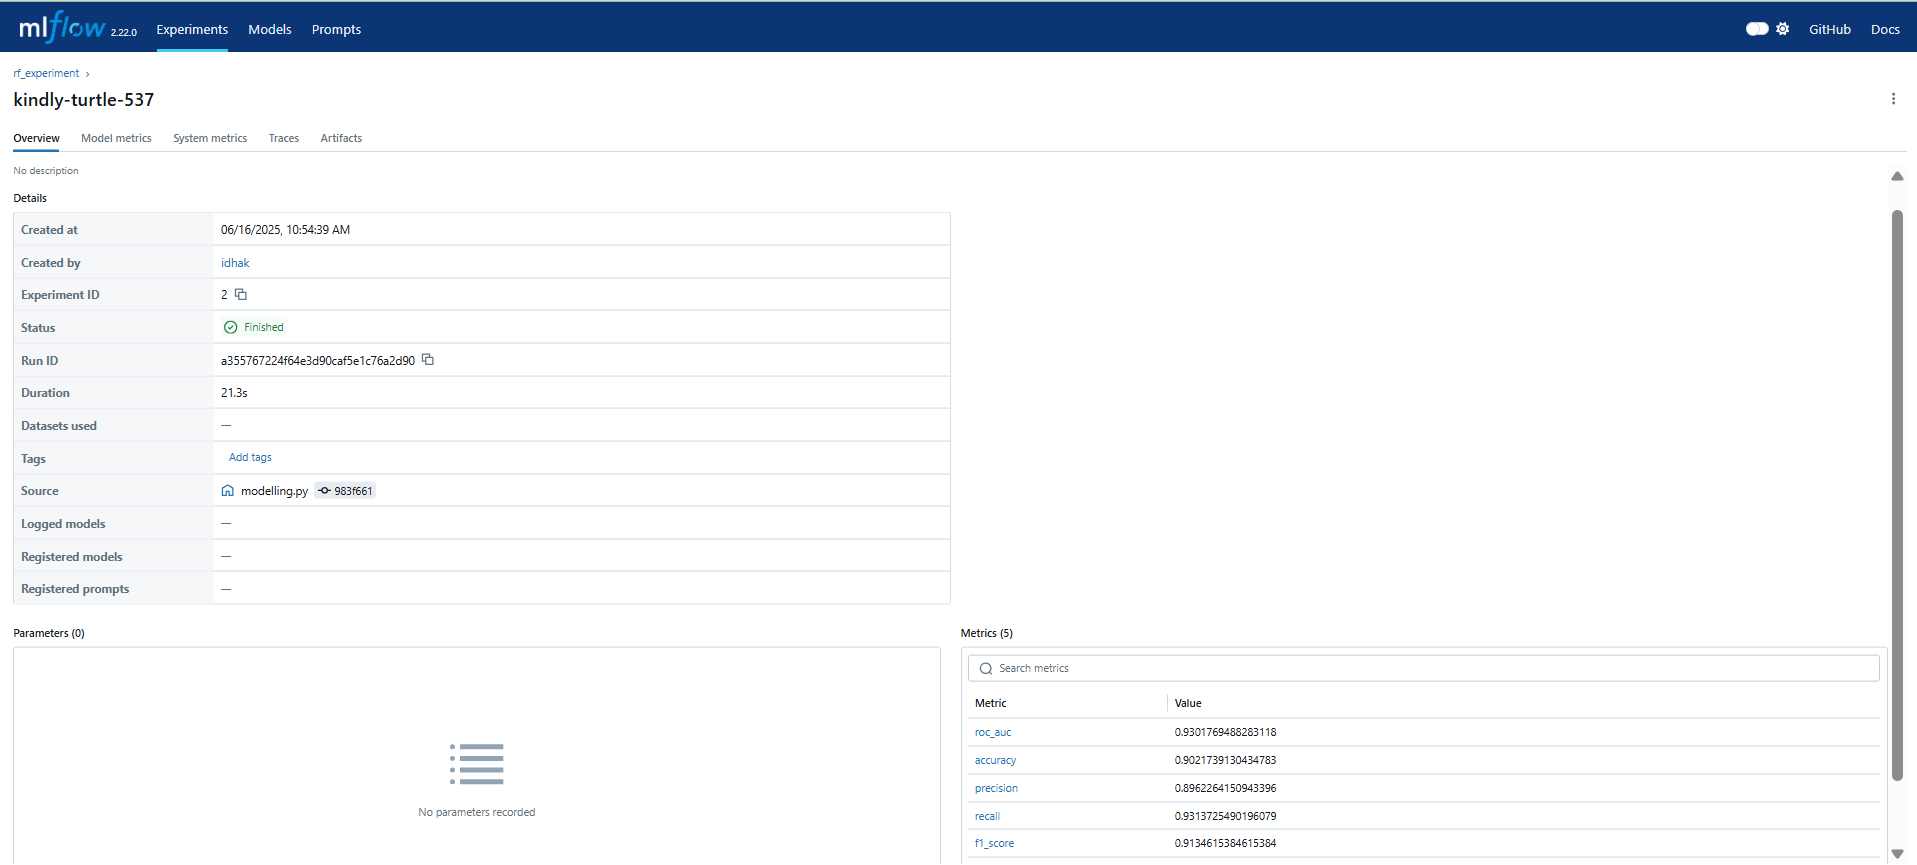 mlflow 2.22.0 Experiments Models Prompts GitHub Docs
rf_experiment ›
kindly-turtle-537
Overview Model metrics System metrics Traces Artifacts
No description
Details
Created at 06/16/2025, 10:54:39 AM
Created by idhak
Experiment ID 2
Status Finished
Run ID a355767224f64e3d90caf5e1c76a2d90
Duration 21.3s
Datasets used —
Tags Add tags
Source modelling.py 983f661
Logged models —
Registered models —
Registered prompts —
Parameters (0)
No parameters recorded
Metrics (5)
Search metrics
Metric Value
roc_auc 0.9301769488283118
accuracy 0.9021739130434783
precision 0.8962264150943396
recall 0.9313725490196079
f1_score 0.9134615384615384